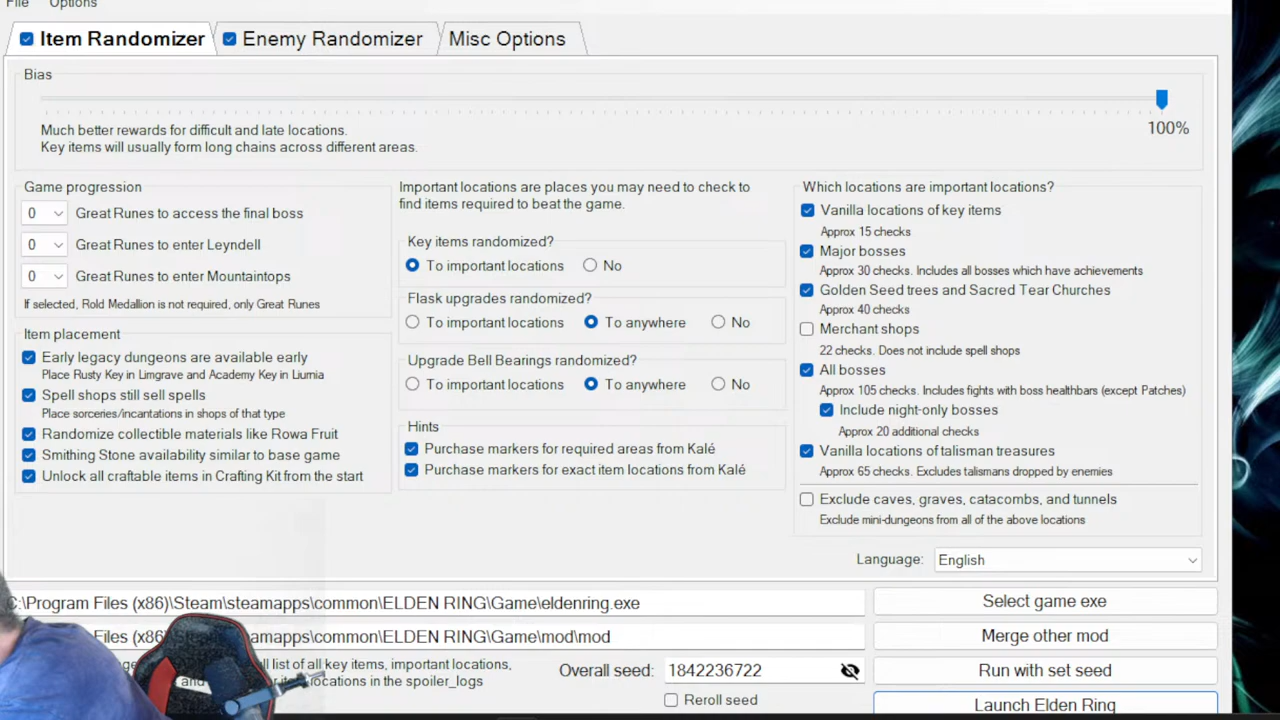 File Options
Item Randomizer Enemy Randomizer Misc Options
Bias
100%
Much better rewards for difficult and late locations.
Key items will usually form long chains across different areas.
Game progression
0 Great Runes to access the final boss
0 Great Runes to enter Leyndell
0 Great Runes to enter Mountaintops
If selected, Rold Medallion is not required, only Great Runes
Item placement
Early legacy dungeons are available early
Place Rusty Key in Limgrave and Academy Key in Liurnia
Spell shops still sell spells
Place sorceries/incantations in shops of that type
Randomize collectible materials like Rowa Fruit
Smithing Stone availability similar to base game
Unlock all craftable items in Crafting Kit from the start
Important locations are places you may need to check to
find items required to beat the game.
Key items randomized?
To important locations No
Flask upgrades randomized?
To important locations To anywhere No
Upgrade Bell Bearings randomized?
To important locations To anywhere No
Hints
Purchase markers for required areas from Kalé
Purchase markers for exact item locations from Kalé
Which locations are important locations?
Vanilla locations of key items
Approx 15 checks
Major bosses
Approx 30 checks. Includes all bosses which have achievements
Golden Seed trees and Sacred Tear Churches
Approx 40 checks
Merchant shops
22 checks. Does not include spell shops
All bosses
Approx 105 checks. Includes fights with boss healthbars (except Patches)
Include night-only bosses
Approx 20 additional checks
Vanilla locations of talisman treasures
Approx 65 checks. Excludes talismans dropped by enemies
Exclude caves, graves, catacombs, and tunnels
Exclude mini-dungeons from all of the above locations
Language: English
C:\Program Files (x86)\Steam\steamapps\common\ELDEN RING\Game\eldenring.exe
Select game exe
Files (x86) steamapps\common\ELDEN RING\Game\mod\mod
Merge other mod
list of all key items, important locations,
and item locations in the spoiler_logs
Overall seed: 1842236722
Run with set seed
Reroll seed
Launch Elden Ring